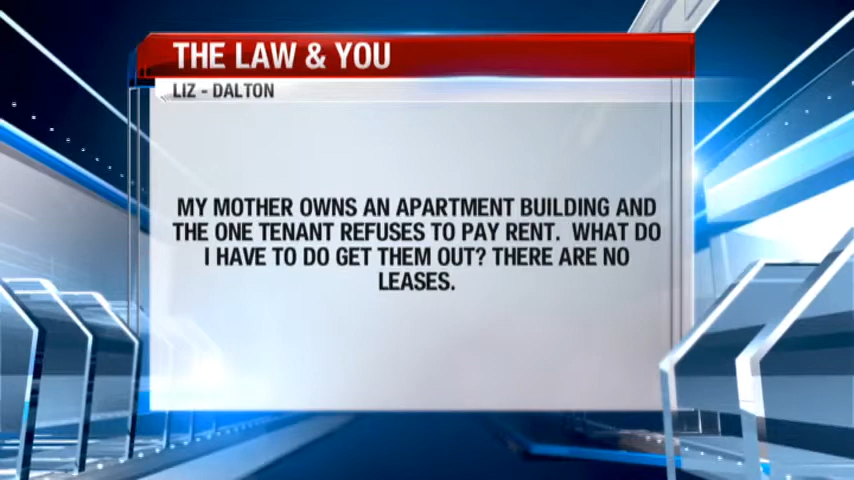 THE LAW & YOU
LIZ - DALTON
MY MOTHER OWNS AN APARTMENT BUILDING AND
THE ONE TENANT REFUSES TO PAY RENT. WHAT DO
I HAVE TO DO GET THEM OUT? THERE ARE NO
LEASES.